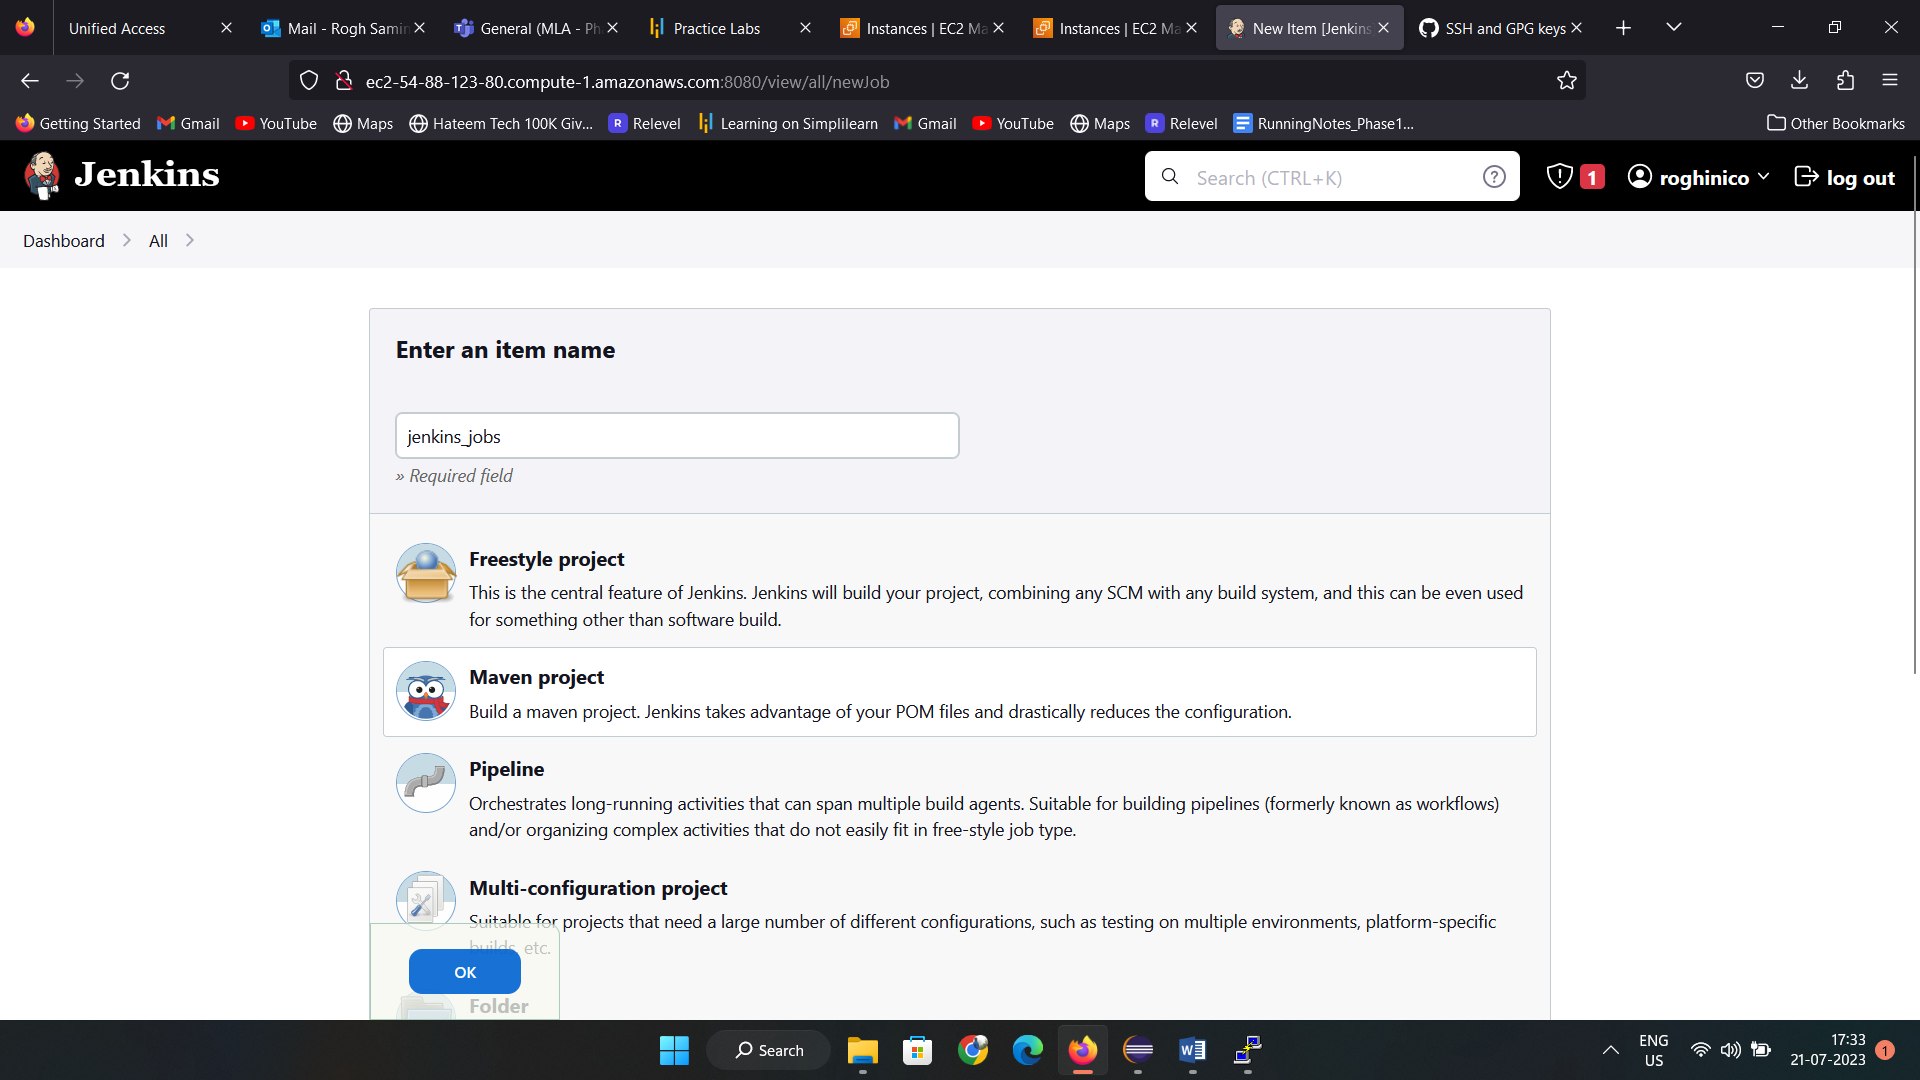 Unified Access
Mail - Rogh Samin
General (MLA - Ph
Practice Labs
Instances | EC2 Ma
Instances | EC2 Ma
New Item [Jenkins
SSH and GPG keys
ec2-54-88-123-80.compute-1.amazonaws.com:8080/view/all/newJob
Getting Started
Gmail
YouTube
Maps
Hateem Tech 100K Giv...
Relevel
Learning on Simplilearn
Gmail
YouTube
Maps
Relevel
RunningNotes_Phase1...
Other Bookmarks
Jenkins
Search (CTRL+K)
1
roghinico
log out
Dashboard
All
Enter an item name
jenkins_jobs
» Required field
Freestyle project
This is the central feature of Jenkins. Jenkins will build your project, combining any SCM with any build system, and this can be even used
for something other than software build.
Maven project
Build a maven project. Jenkins takes advantage of your POM files and drastically reduces the configuration.
Pipeline
Orchestrates long-running activities that can span multiple build agents. Suitable for building pipelines (formerly known as workflows)
and/or organizing complex activities that do not easily fit in free-style job type.
Multi-configuration project
Suitable for projects that need a large number of different configurations, such as testing on multiple environments, platform-specific
builds, etc.
OK
Folder
Search
ENG
US
17:33
21-07-2023
1